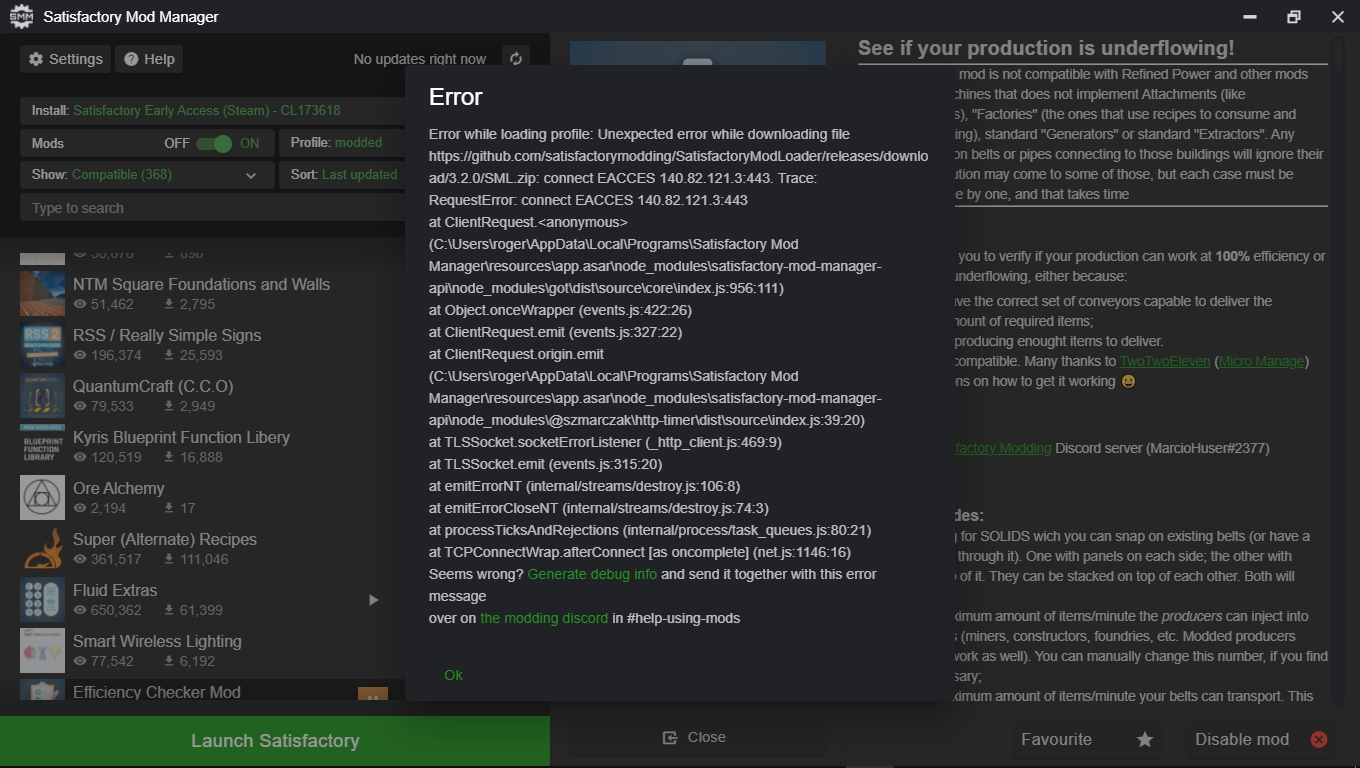 SMM Satisfactory Mod Manager
Settings
Help
No updates right now
Install: Satisfactory Early Access (Steam) - CL173618
Mods OFF ON
Profile: modded
Show: Compatible (368)
Sort: Last updated
Type to search
NTM Square Foundations and Walls
51,462 2,795
RSS / Really Simple Signs
196,374 25,593
QuantumCraft (C.C.O)
79,533 2,949
BLUEPRINT
FUNCTION
LIBRARY
Kyris Blueprint Function Libery
120,519 16,888
Ore Alchemy
2,194 17
Super (Alternate) Recipes
361,517 111,046
Fluid Extras
650,362 61,399
Smart Wireless Lighting
77,542 6,192
Efficiency Checker Mod
Launch Satisfactory
Error
Error while loading profile: Unexpected error while downloading file
https://github.com/satisfactorymodding/SatisfactoryModLoader/releases/downlo
ad/3.2.0/SML.zip: connect EACCES 140.82.121.3:443. Trace:
RequestError: connect EACCES 140.82.121.3:443
at ClientRequest.<anonymous>
(C:\Users\roger\AppData\Local\Programs\Satisfactory Mod
Manager\resources\app.asar\node_modules\satisfactory-mod-manager-
api\node_modules\got\dist\source\core\index.js:956:111)
at Object.onceWrapper (events.js:422:26)
at ClientRequest.emit (events.js:327:22)
at ClientRequest.origin.emit
(C:\Users\roger\AppData\Local\Programs\Satisfactory Mod
Manager\resources\app.asar\node_modules\satisfactory-mod-manager-
api\node_modules\@szmarczak\http-timer\dist\source\index.js:39:20)
at TLSSocket.socketErrorListener (_http_client.js:469:9)
at TLSSocket.emit (events.js:315:20)
at emitErrorNT (internal/streams/destroy.js:106:8)
at emitErrorCloseNT (internal/streams/destroy.js:74:3)
at processTicksAndRejections (internal/process/task_queues.js:80:21)
at TCPConnectWrap.afterConnect [as oncomplete] (net.js:1146:16)
Seems wrong? Generate debug info and send it together with this error
message
over on the modding discord in #help-using-mods
Ok
See if your production is underflowing!
mod is not compatible with Refined Power and other mods
chines that does not implement Attachments (like
s), "Factories" (the ones that use recipes to consume and
ing), standard "Generators" or standard "Extractors". Any
on belts or pipes connecting to those buildings will ignore their
ution may come to some of those, but each case must be
e by one, and that takes time
you to verify if your production can work at 100% efficiency or
underflowing, either because:
ve the correct set of conveyors capable to deliver the
nount of required items;
producing enought items to deliver.
compatible. Many thanks to TwoTwoEleven (Micro Manage)
ns on how to get it working
factory Modding Discord server (MarcioHuser#2377)
des:
for SOLIDS wich you can snap on existing belts (or have a
through it). One with panels on each side; the other with
of it. They can be stacked on top of each other. Both will
ximum amount of items/minute the producers can inject into
(miners, constructors, foundries, etc. Modded producers
work as well). You can manually change this number, if you find
sary;
ximum amount of items/minute your belts can transport. This
Close
Favourite
Disable mod